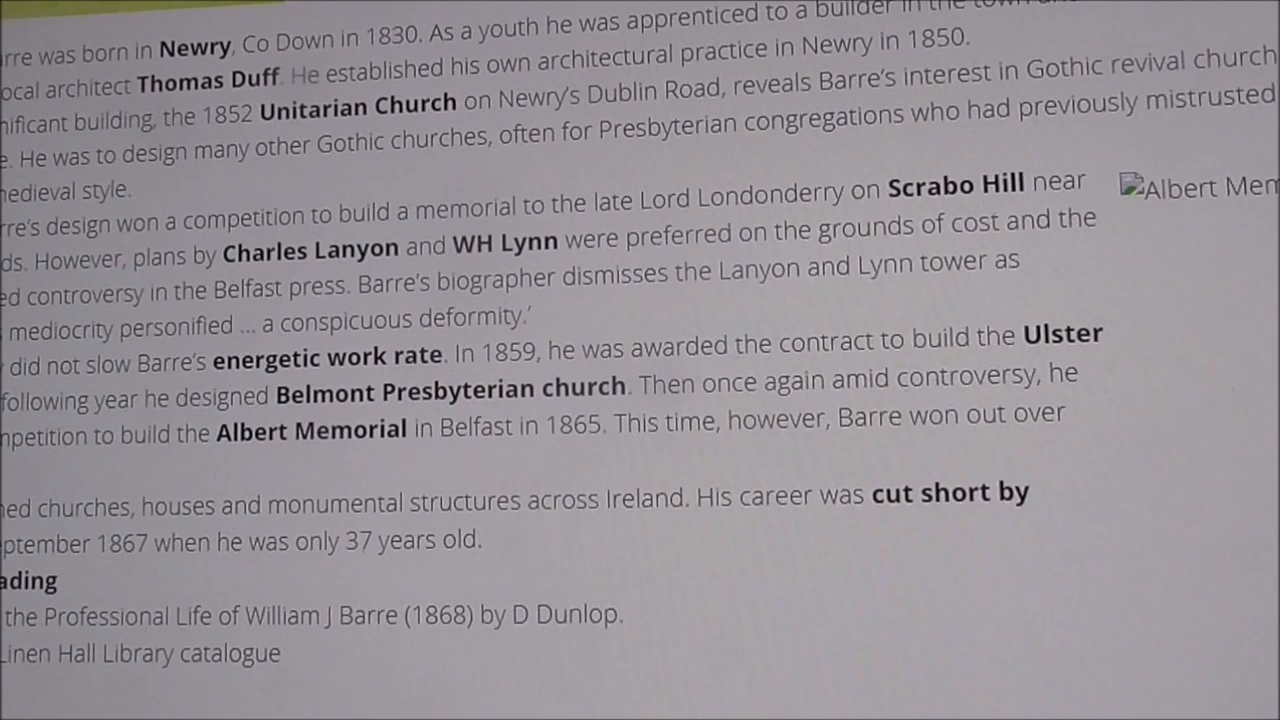 was born in Newry, Co Down in 1830. As a youth he was apprenticed to a builder in the town
architect Thomas Duff. He established his own architectural practice in Newry in 1850.
building, the 1852 Unitarian Church on Newry's Dublin Road, reveals Barre's interest in Gothic revival church
He was to design many other Gothic churches, often for Presbyterian congregations who had previously mistrusted
style.
design won a competition to build a memorial to the late Lord Londonderry on Scrabo Hill near
However, plans by Charles Lanyon and WH Lynn were preferred on the grounds of cost and the
Albert Mem
controversy in the Belfast press. Barre's biographer dismisses the Lanyon and Lynn tower as
mediocrity personified ... a conspicuous deformity.'
did not slow Barre's energetic work rate. In 1859, he was awarded the contract to build the Ulster
following year he designed Belmont Presbyterian church. Then once again amid controversy, he
to build the Albert Memorial in Belfast in 1865. This time, however, Barre won out over
churches, houses and monumental structures across Ireland. His career was cut short by
1867 when he was only 37 years old.
ading
the Professional Life of William J Barre (1868) by D Dunlop.
Linen Hall Library catalogue